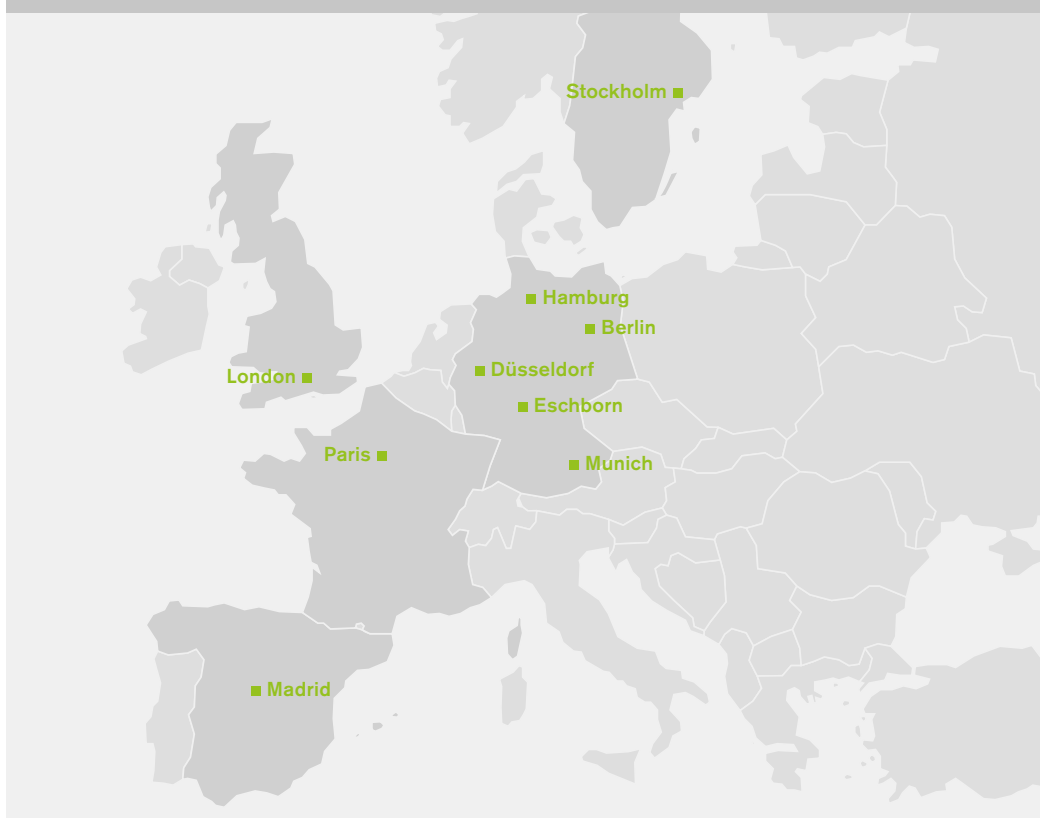 Stockholm
Hamburg
Berlin
Düsseldorf
London
Eschborn
Paris
Munich
Madrid